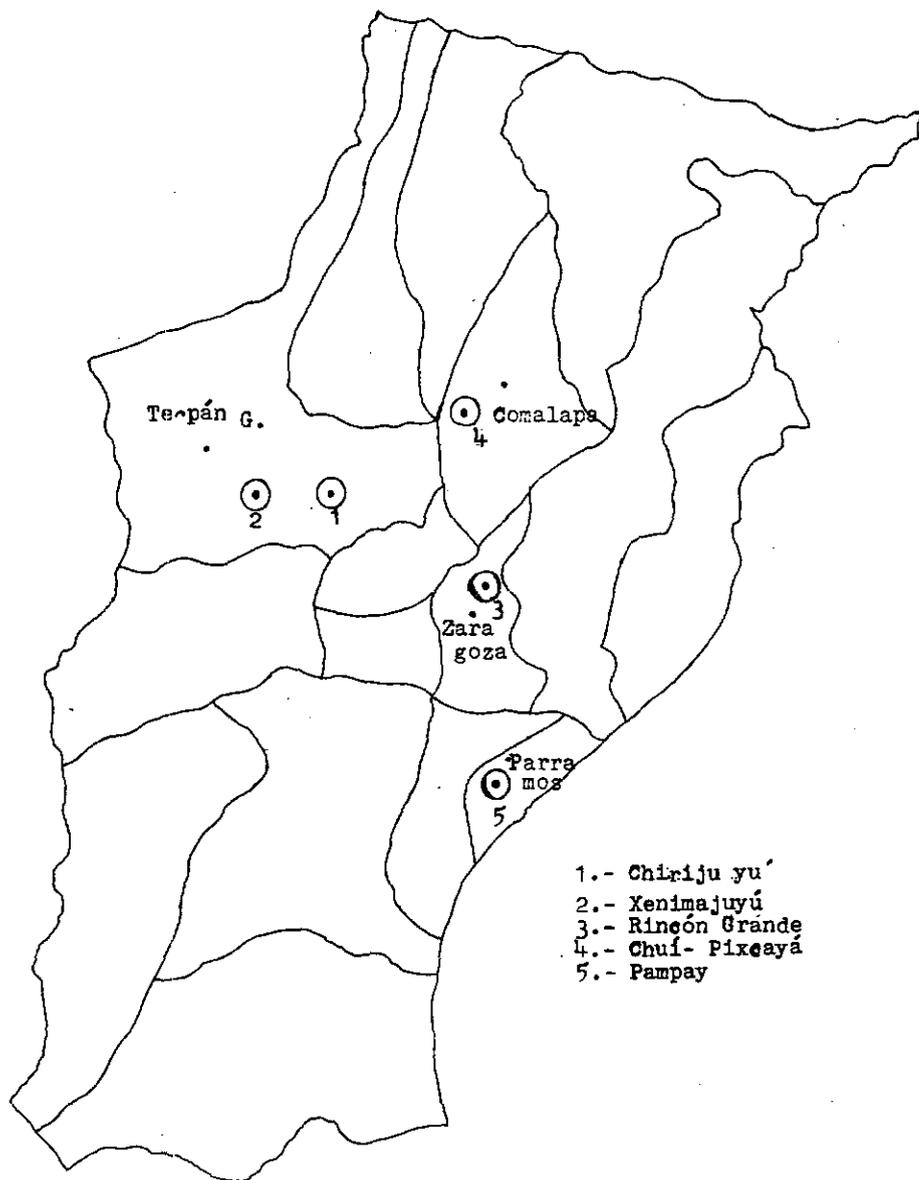 Tecpán G.
Comalapa
4
2
1
3
Zara
goza
Parra
mos
5
1.- Chiriju yú
2.- Xenimajuyú
3.- Rincón Grande
4.- Chuí- Pixcayá
5.- Pampay